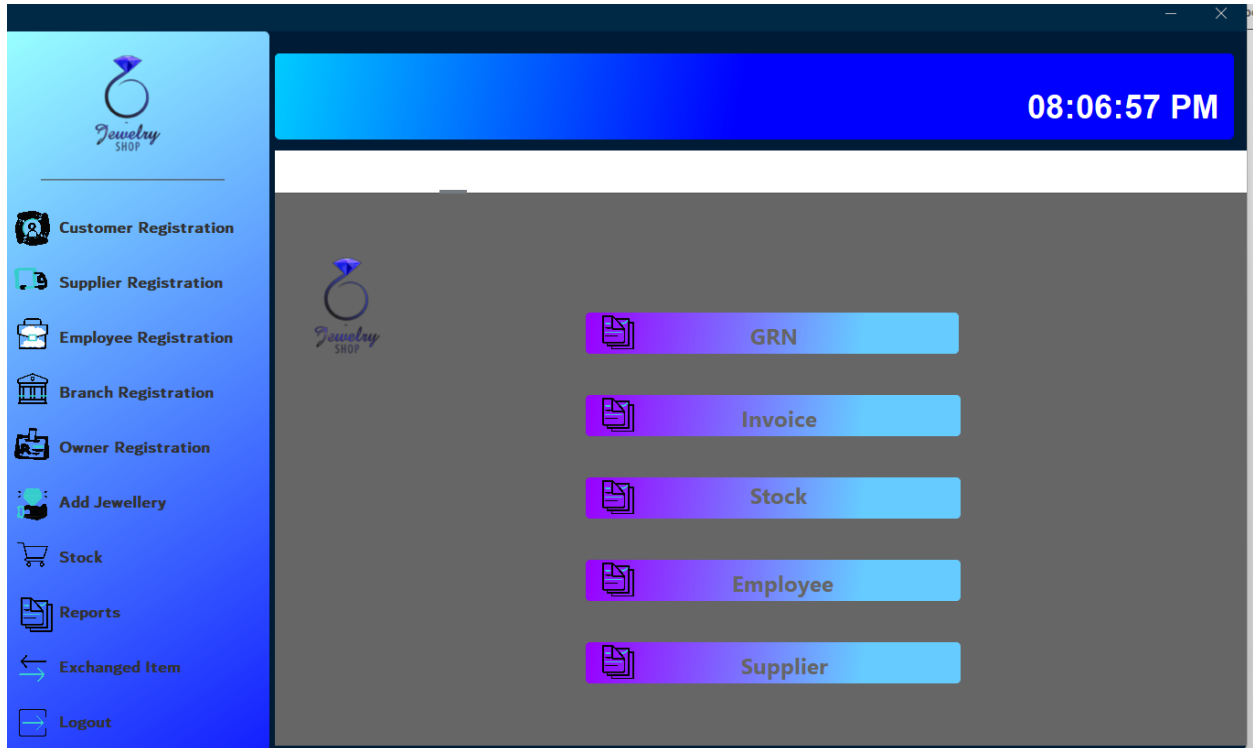 08:06:57 PM
Jewelry
SHOP
Customer Registration
Supplier Registration
Employee Registration
Branch Registration
Owner Registration
Add Jewellery
Stock
Reports
Exchanged Item
Logout
Jewelry
SHOP
GRN
Invoice
Stock
Employee
Supplier